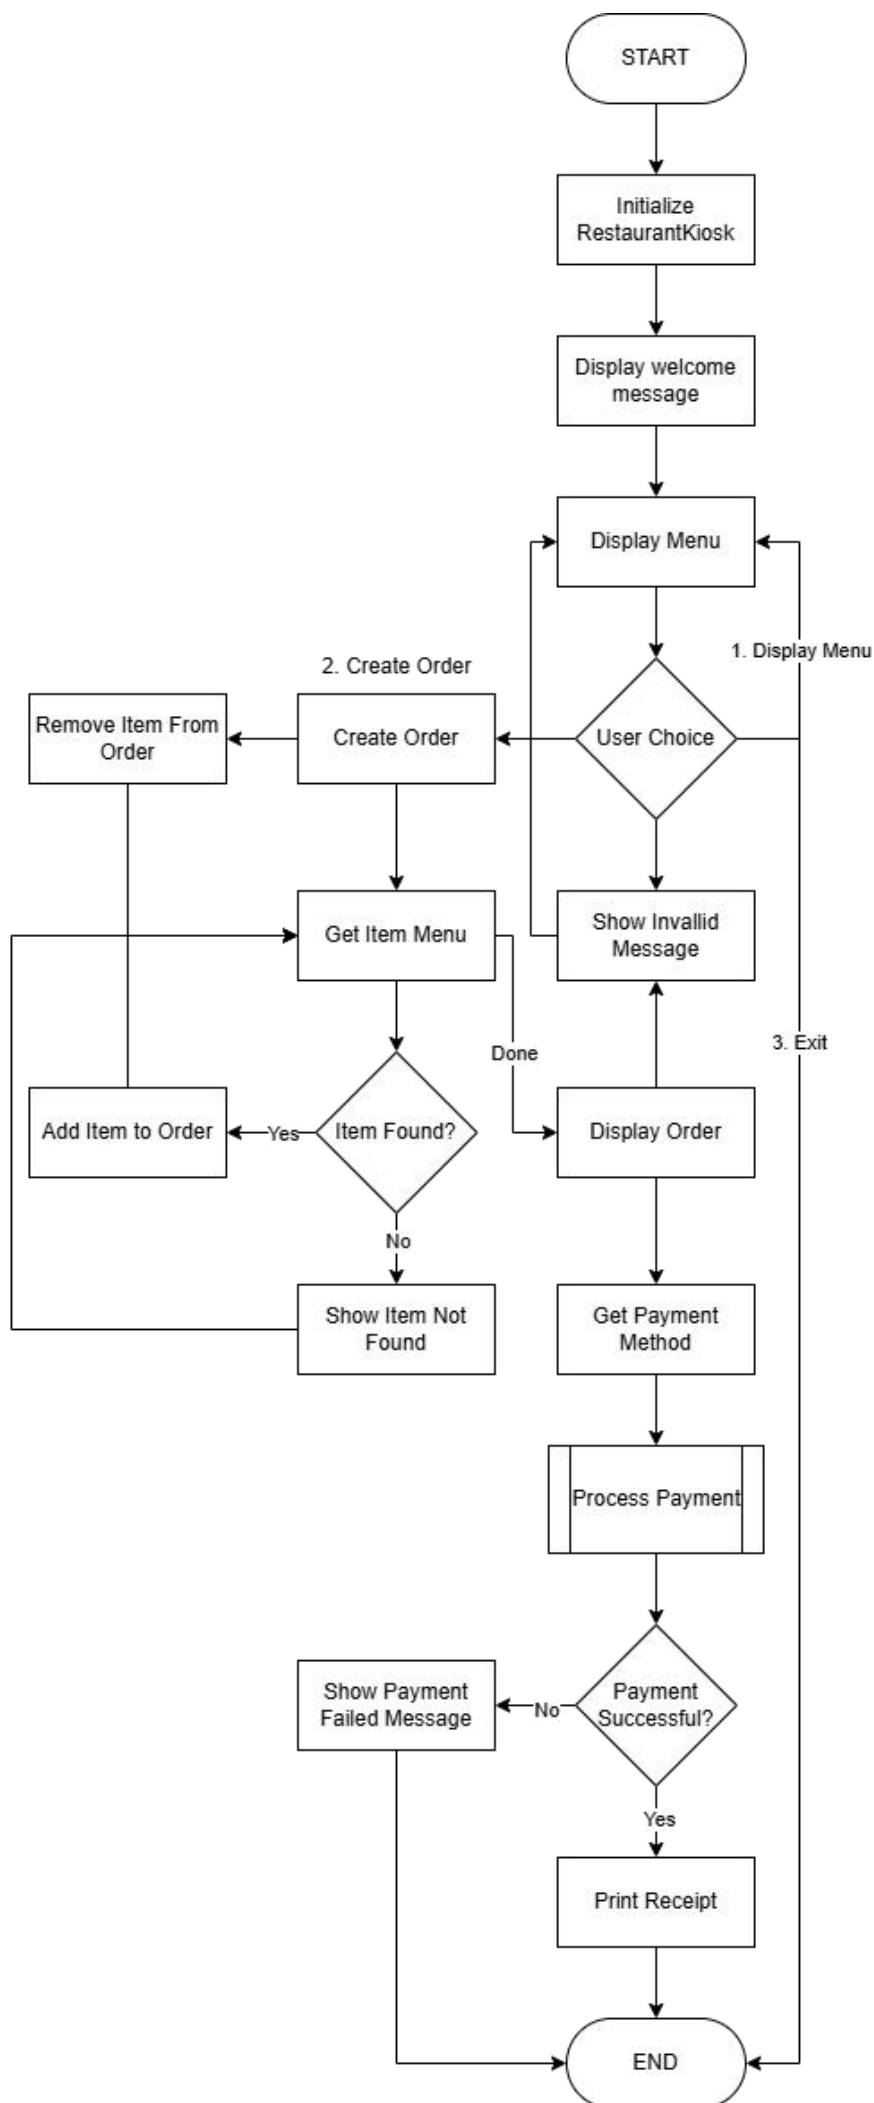 START
Initialize
RestaurantKiosk
Display welcome
message
Display Menu
1. Display Menu
2. Create Order
Remove Item From
Order
Create Order
User Choice
Get Item Menu
Show Invallid
Message
Done
3. Exit
Add Item to Order
Yes
Item Found?
Display Order
No
Show Item Not
Found
Get Payment
Method
Process Payment
Show Payment
Failed Message
No
Payment
Successful?
Yes
Print Receipt
END